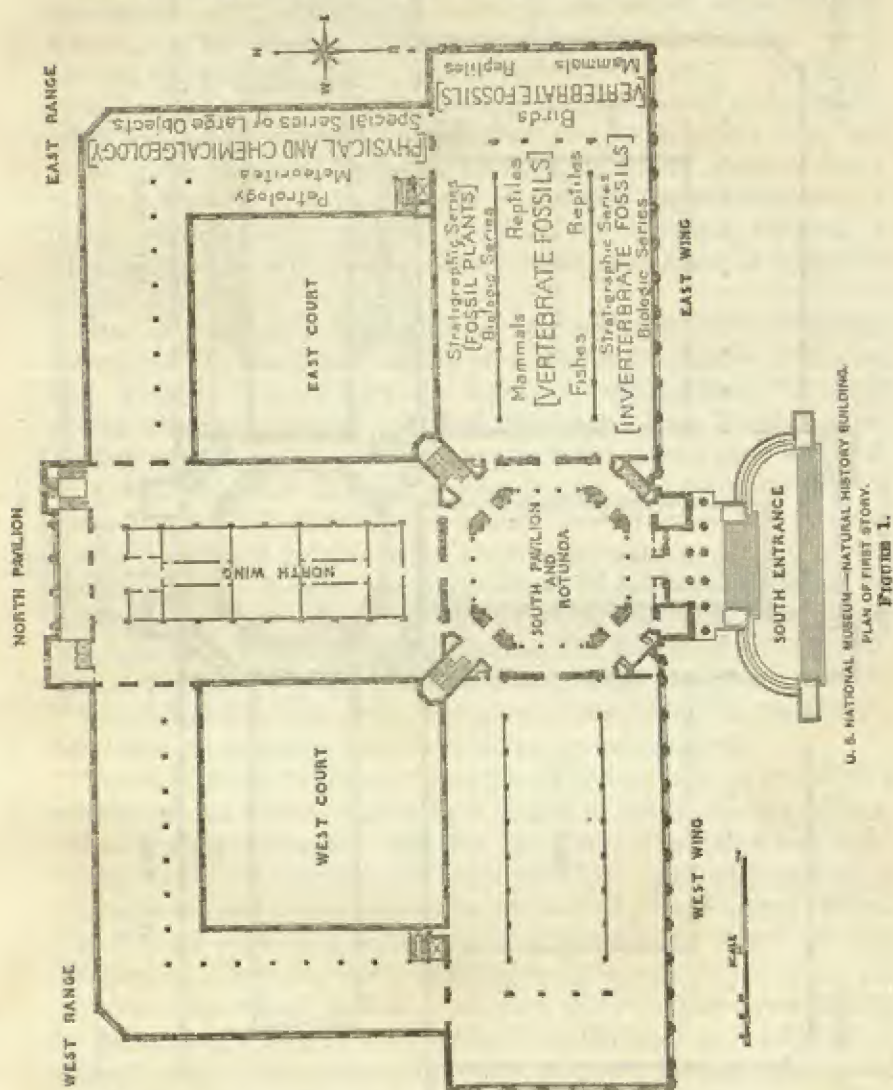 NORTH PAVILION
EAST RANGE
WEST RANGE
N
E
W
Special Series of Large Objects
[PHYSICAL AND CHEMICAL GEOLOGY]
Meteorites
Petrology
EAST COURT
WEST COURT
NORTH WING
Mammals Reptiles
[VERTEBRATE FOSSILS]
Birds
Stratigraphic Series
[FOSSIL PLANTS]
Biologic Series
Mammals Reptiles
[VERTEBRATE FOSSILS]
Fishes Reptiles
Stratigraphic Series
[INVERTERBRATE FOSSILS]
Biologic Series
SOUTH PAVILION
AND
ROTUNDA
EAST WING
WEST WING
SCALE
SOUTH ENTRANCE
U. S. NATIONAL MUSEUM—NATURAL HISTORY BUILDING.
PLAN OF FIRST STORY.
FIGURE 1.